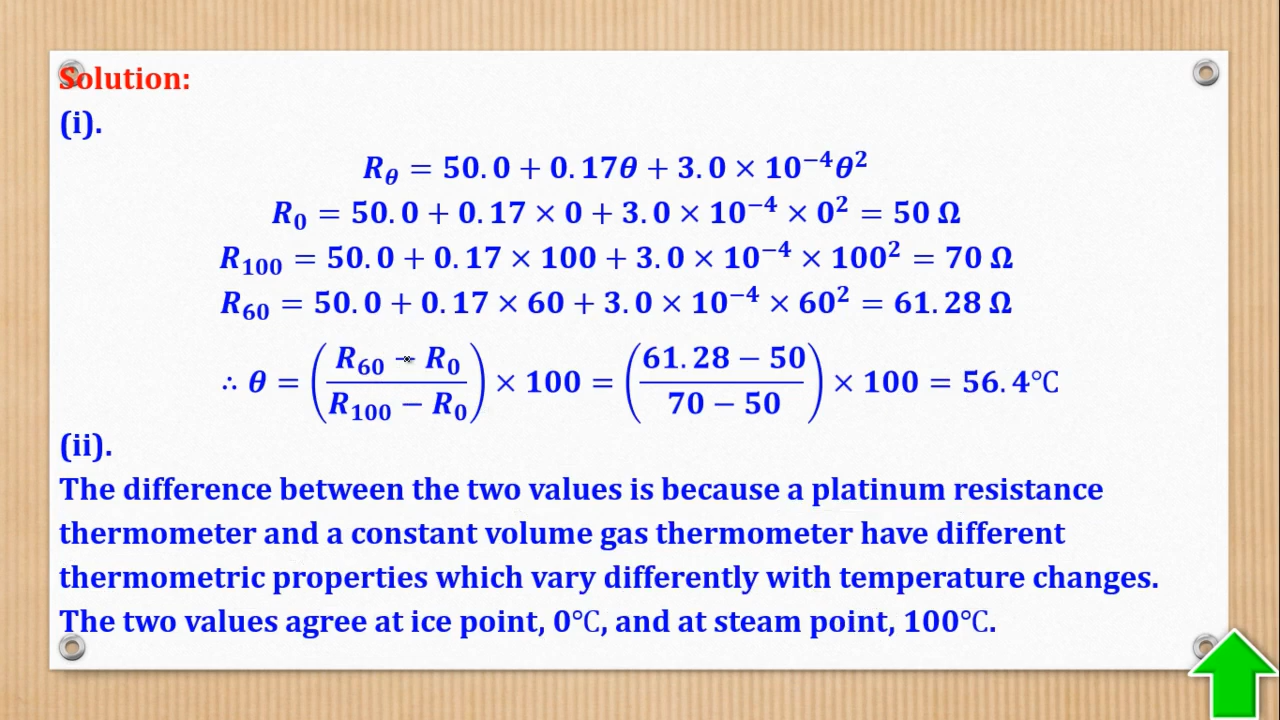 Solution:
(i).
R_θ = 50.0 + 0.17θ + 3.0 × 10⁻⁴θ²
R₀ = 50.0 + 0.17 × 0 + 3.0 × 10⁻⁴ × 0² = 50 Ω
R₁₀₀ = 50.0 + 0.17 × 100 + 3.0 × 10⁻⁴ × 100² = 70 Ω
R₆₀ = 50.0 + 0.17 × 60 + 3.0 × 10⁻⁴ × 60² = 61.28 Ω
∴ θ = ((R₆₀ − R₀)/(R₁₀₀ − R₀)) × 100 = ((61.28 − 50)/(70 − 50)) × 100 = 56.4℃
(ii).
The difference between the two values is because a platinum resistance
thermometer and a constant volume gas thermometer have different
thermometric properties which vary differently with temperature changes.
The two values agree at ice point, 0℃, and at steam point, 100℃.